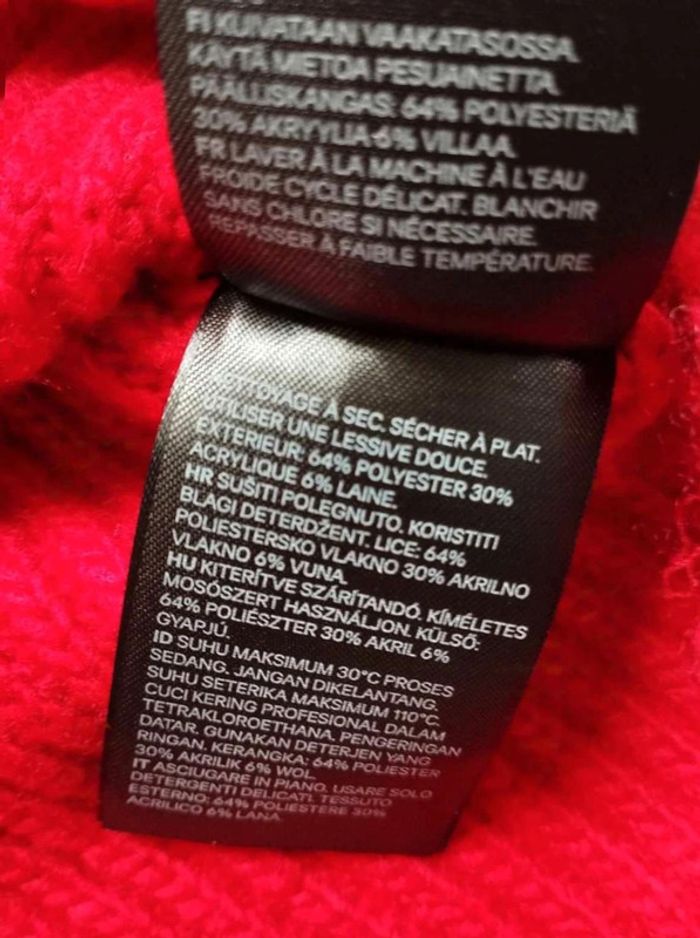 FI KUIVATAAN VAAKATASOSSA.
KÄYTÄ MIETOA PESUAINETTA.
PÄÄLLISKANGAS: 64% POLYESTERIÄ
30% AKRYYLIA 6% VILLAA.
FR LAVER À LA MACHINE À L'EAU
FROIDE CYCLE DÉLICAT. BLANCHIR
SANS CHLORE SI NÉCESSAIRE.
REPASSER À FAIBLE TEMPÉRATURE.
NETTOYAGE À SEC. SÉCHER À PLAT.
UTILISER UNE LESSIVE DOUCE.
EXTERIEUR: 64% POLYESTER 30%
ACRYLIQUE 6% LAINE.
HR SUŠITI POLEGNUTO. KORISTITI
BLAGI DETERDŽENT. LICE: 64%
POLIESTERSKO VLAKNO 30% AKRILNO
VLAKNO 6% VUNA.
HU KITERÍTVE SZÁRÍTANDÓ. KÍMÉLETES
MOSÓSZERT HASZNÁLJON. KÜLSŐ:
64% POLIÉSZTER 30% AKRIL 6%
GYAPJÚ.
ID SUHU MAKSIMUM 30°C PROSES
SEDANG. JANGAN DIKELANTANG.
SUHU SETERIKA MAKSIMUM 110°C.
CUCI KERING PROFESIONAL DALAM
TETRAKLOROETHANA. PENGERINGAN
DATAR. GUNAKAN DETERJEN YANG
RINGAN. KERANGKA: 64% POLIESTER
30% AKRILIK 6% WOL.
IT ASCIUGARE IN PIANO. USARE SOLO
DETERGENTI DELICATI. TESSUTO
ESTERNO: 64% POLIESTERE 30%
ACRILICO 6% LANA.